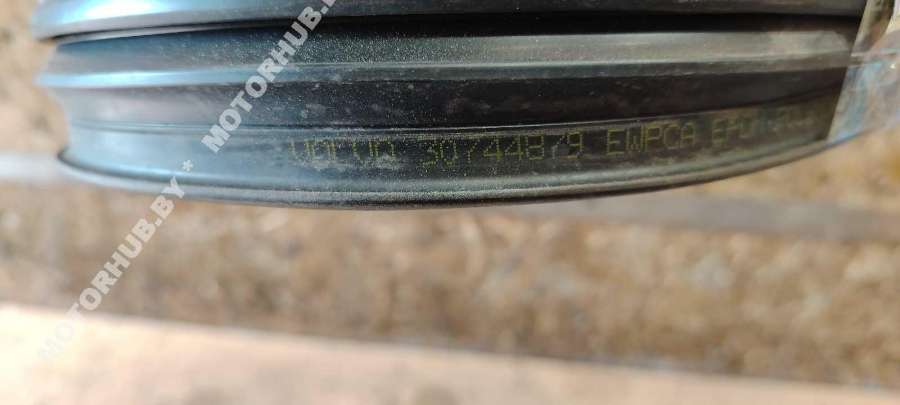 MOTORHUB.BY * MOTORHUB.BY
VOLVO 30744879 EWPCA